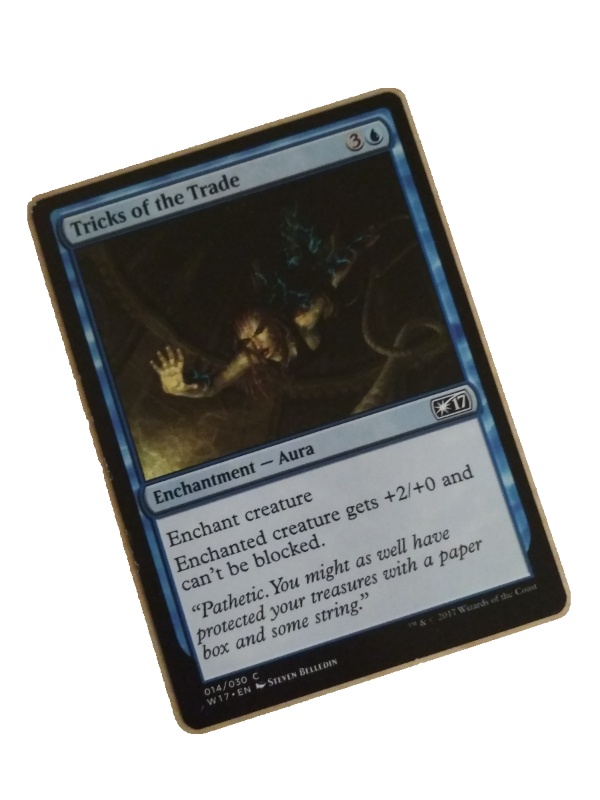 Tricks of the Trade 3
17
Enchantment — Aura
Enchant creature
Enchanted creature gets +2/+0 and
can't be blocked.
“Pathetic. You might as well have
protected your treasures with a paper
box and some string.”
014/030 C
W17 • EN Steven Belledin
™ & © 2017 Wizards of the Coast